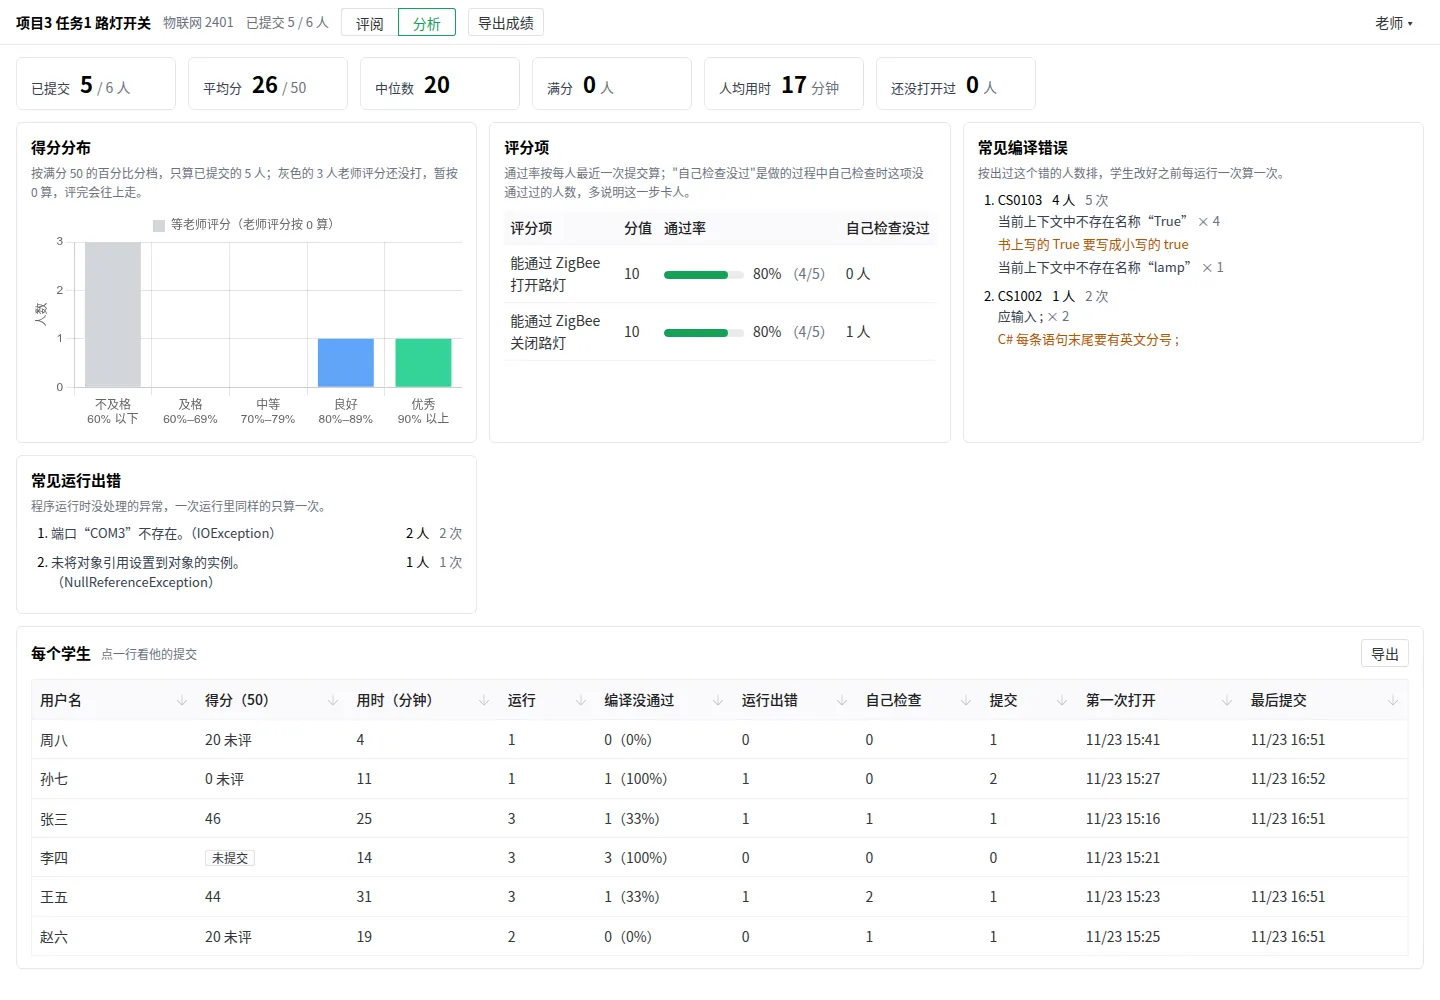 项目3 任务1 路灯开关 物联网 2401 已提交 5 / 6 人 评阅 分析 导出成绩 老师
已提交 5 / 6 人 平均分 26 / 50 中位数 20 满分 0 人 人均用时 17 分钟 还没打开过 0 人
得分分布
按满分 50 的百分比分档，只算已提交的 5 人；灰色的 3 人老师评分还没打，暂按
0 算，评完会往上走。
等老师评分（老师评分按 0 算）
3
2
1
0
人数
不及格 及格 中等 良好 优秀
60% 以下 60%–69% 70%–79% 80%–89% 90% 以上
评分项
通过率按每人最近一次提交算；"自己检查没过"是做的过程中自己检查时这项没
通过过的人数，多说明这一步卡人。
评分项 分值 通过率 自己检查没过
能通过 ZigBee
打开路灯 10 80% （4/5） 0 人
能通过 ZigBee
关闭路灯 10 80% （4/5） 1 人
常见编译错误
按出过这个错的人数排，学生改好之前每运行一次算一次。
1. CS0103 4 人 5 次
当前上下文中不存在名称“True” × 4
书上写的 True 要写成小写的 true
当前上下文中不存在名称“lamp” × 1
2. CS1002 1 人 2 次
应输入 ; × 2
C# 每条语句末尾要有英文分号 ;
常见运行出错
程序运行时没处理的异常，一次运行里同样的只算一次。
1. 端口“COM3”不存在。（IOException） 2 人 2 次
2. 未将对象引用设置到对象的实例。 1 人 1 次
（NullReferenceException）
每个学生 点一行看他的提交 导出
用户名 得分（50） 用时（分钟） 运行 编译没通过 运行出错 自己检查 提交 第一次打开 最后提交
周八 20 未评 4 1 0（0%） 0 0 1 11/23 15:41 11/23 16:51
孙七 0 未评 11 1 1（100%） 1 0 2 11/23 15:27 11/23 16:52
张三 46 25 3 1（33%） 1 1 1 11/23 15:16 11/23 16:51
李四 未提交 14 3 3（100%） 0 0 0 11/23 15:21
王五 44 31 3 1（33%） 1 2 1 11/23 15:23 11/23 16:51
赵六 20 未评 19 2 0（0%） 0 1 1 11/23 15:25 11/23 16:51